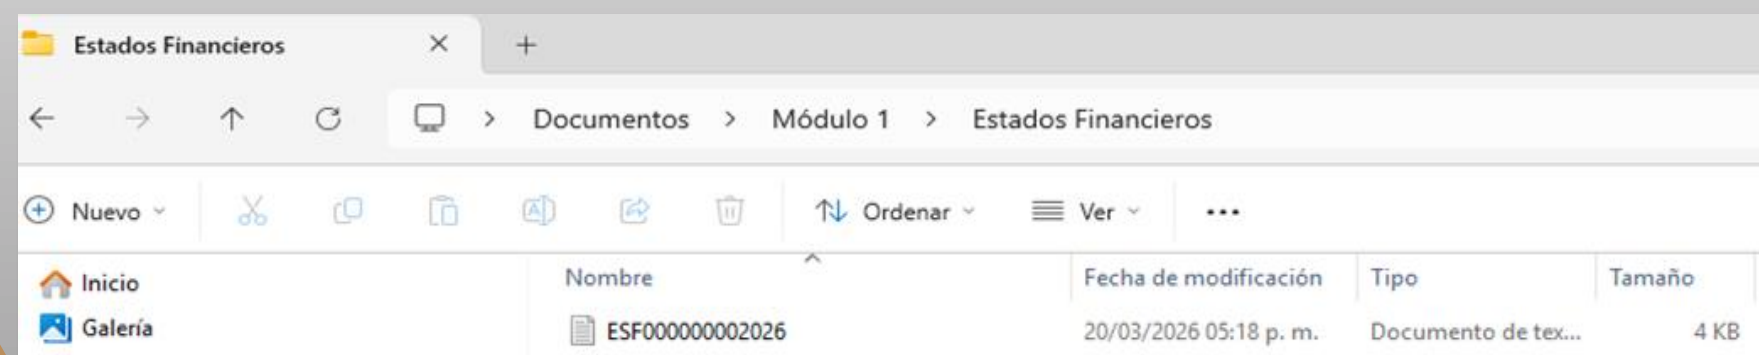 Estados Financieros
Documentos > Módulo 1 > Estados Financieros
Nuevo Ordenar Ver
Inicio
Galería
Nombre Fecha de modificación Tipo Tamaño
ESF000000002026 20/03/2026 05:18 p. m. Documento de tex... 4 KB